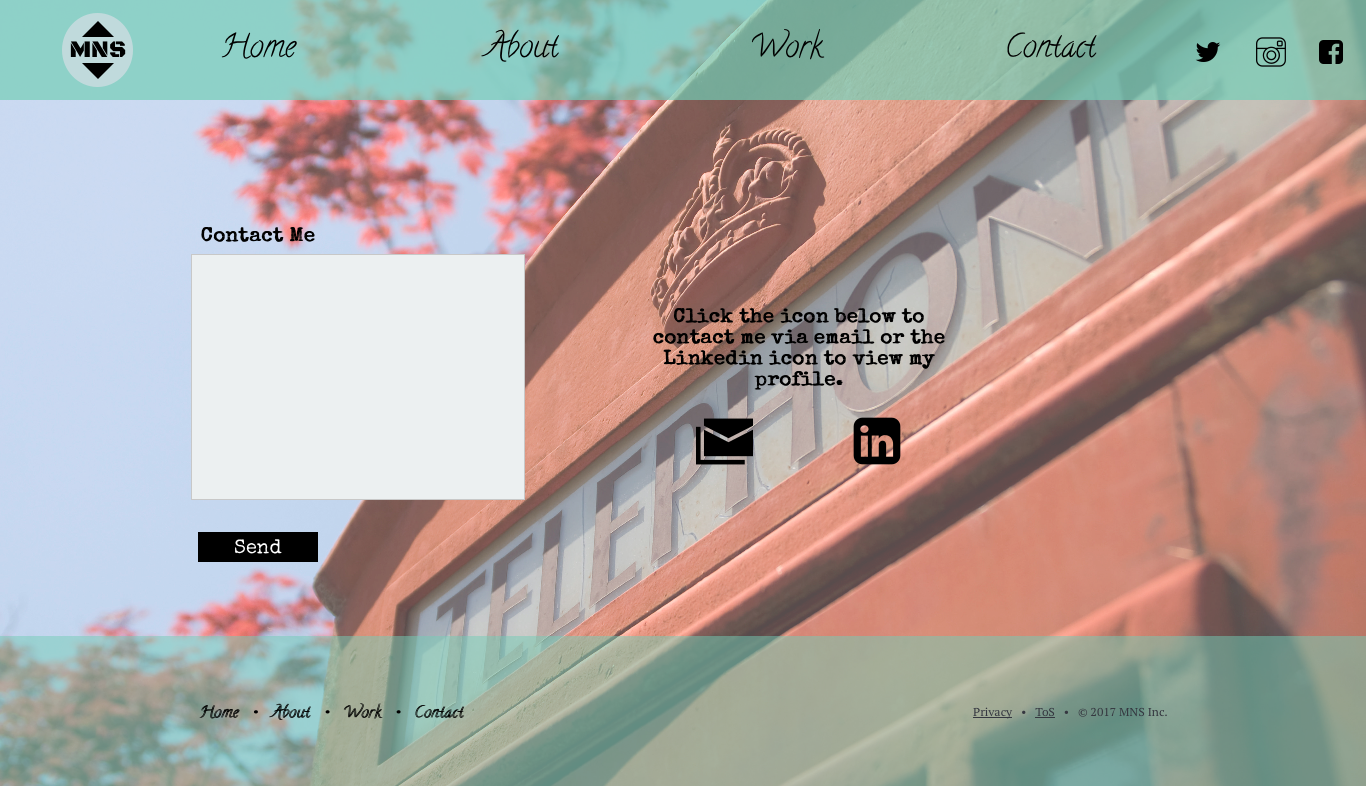 MNS
Home
About
Work
Contact
TELEPHONE
Contact Me
Click the icon below to
contact me via email or the
Linkedin icon to view my
profile.
in
Send
Home • About • Work • Contact
Privacy • ToS • © 2017 MNS Inc.